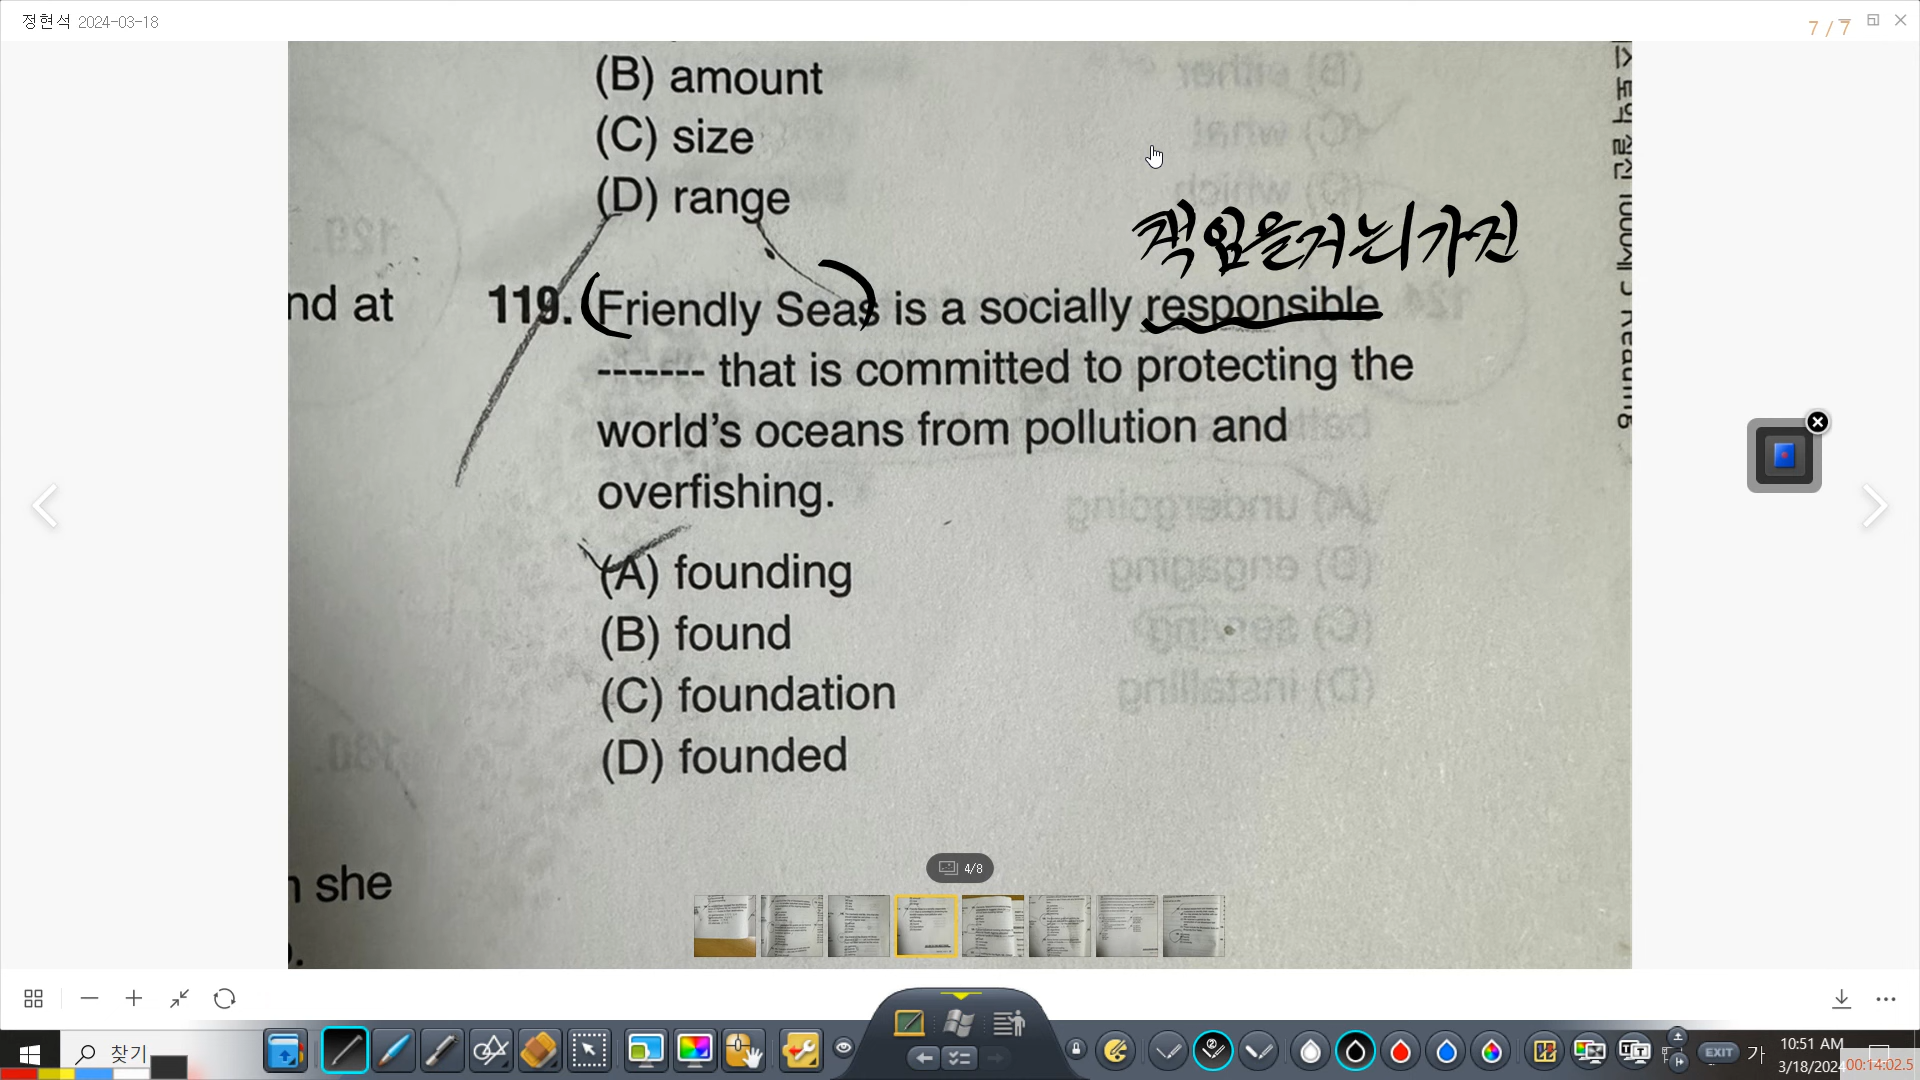 정현석 2024-03-18
7 / 7
(B) amount
(C) size
(D) range
책임을지는가진
nd at
119. Friendly Seas is a socially responsible
------- that is committed to protecting the
world's oceans from pollution and
overfishing.
(A) founding
(B) found
(C) foundation
(D) founded
she
4/8
찾기
EXIT
가
10:51 AM
3/18/2024
00:14:02.5